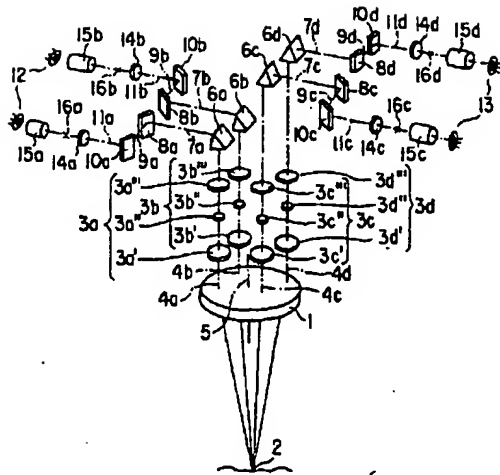 15b 14b 9b 10b 7b 6b 6c 6d 7d 9d 10d 11d 14d 15d
12 16b 11b 7c 8d 16d
16a 11a 8b 6a 9c 8c 13
15a 14a 10a 9a 8a 7a 10c 11c 14c 16c 15c
3a''' 3b''' 3c''' 3d'''
3a 3b 3b'' 3d'' 3c 3d
3a'' 3c''
3a' 3b' 3c' 3d'
4b 4d
4a 5 4c 1
2